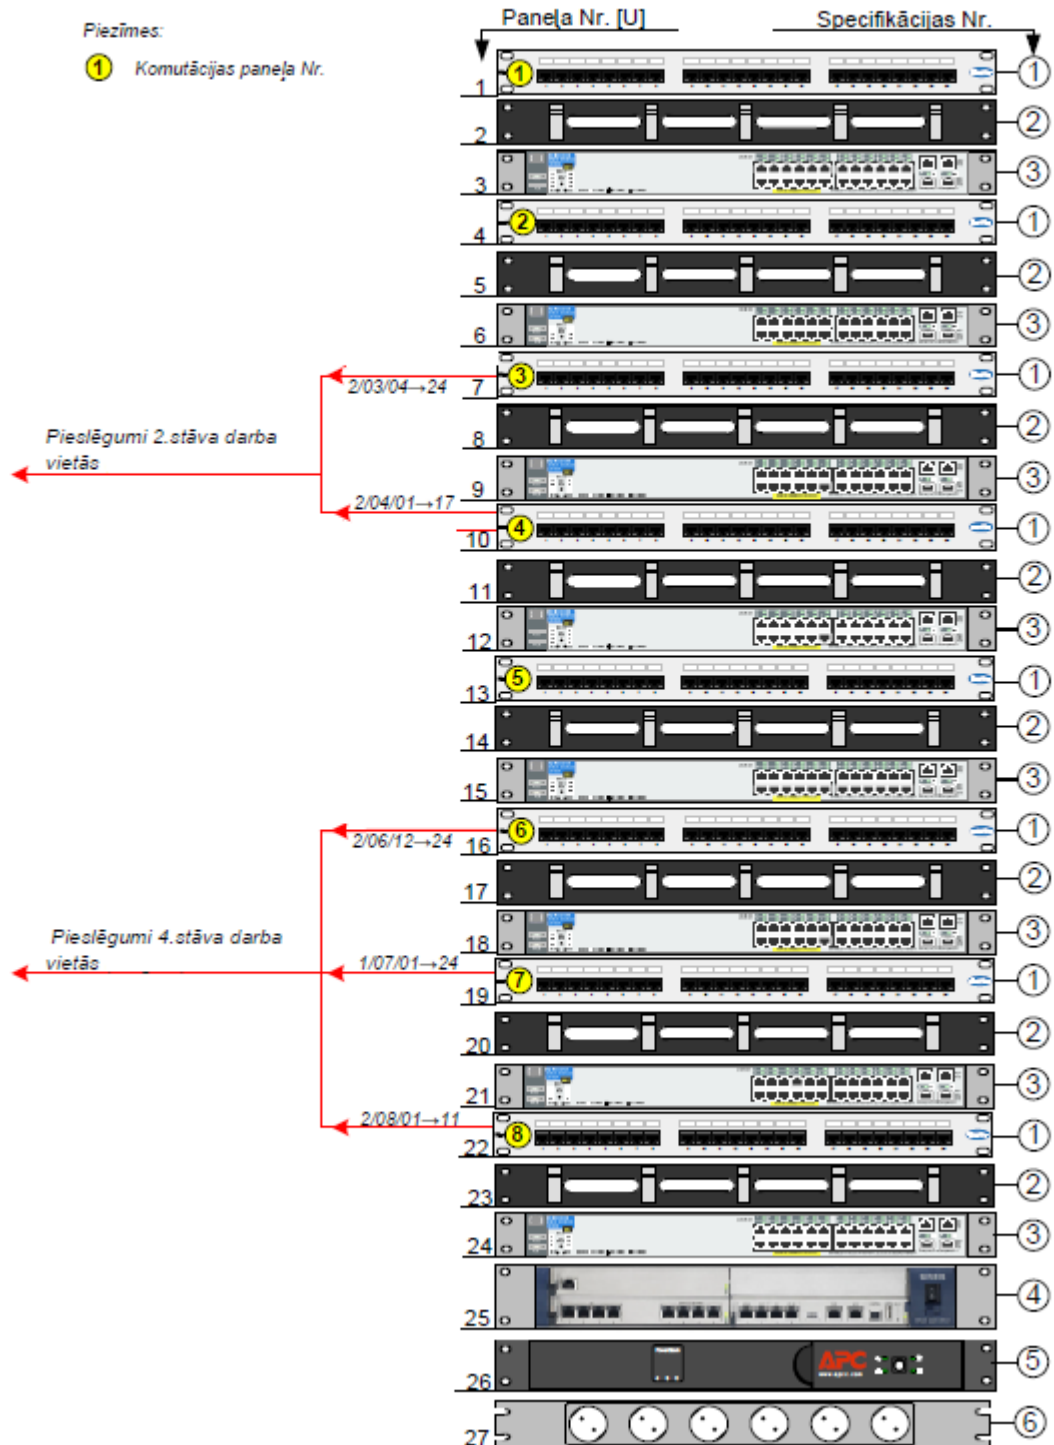 Paneļa Nr. [U]
Specifikācijas Nr.
Piezīmes:
1 Komutācijas paneļa Nr.
1 1 1
2 2
3 3
4 2 1
5 2
6 3
2/03/04→24 7 3 1
8 2
Pieslēgumi 2.stāva darba
vietās
9 3
2/04/01→17
10 4 1
11 2
12 3
13 5 1
14 2
15 3
2/06/12→24 16 6 1
17 2
Pieslēgumi 4.stāva darba
vietās
18 3
1/07/01→24
19 7 1
20 2
21 3
2/08/01→11
22 8 1
23 2
24 3
25 4
26 APC 5
www.apcc.com
27 6